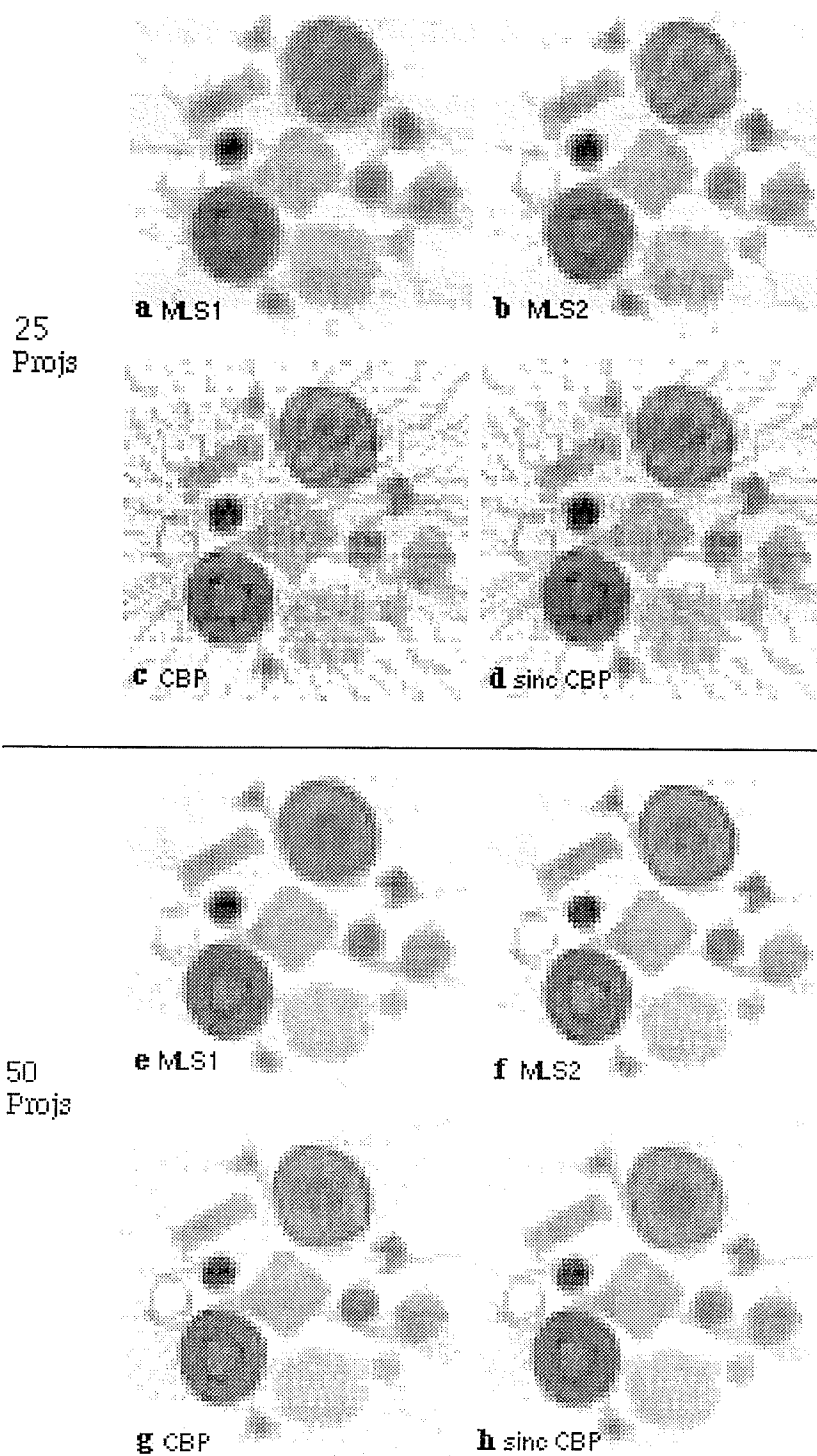 a MLS1
b MLS2
25
Projs
c CBP
d sinc CBP
e MLS1
f MLS2
50
Projs
g CBP
h sinc CBP